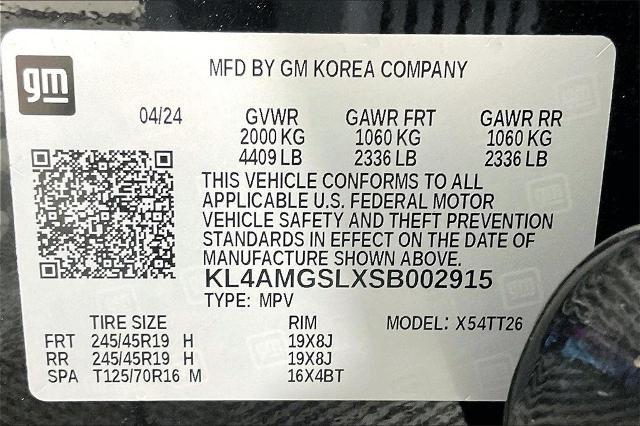 gm
MFD BY GM KOREA COMPANY
04/24 GVWR GAWR FRT GAWR RR
2000 KG 1060 KG 1060 KG
4409 LB 2336 LB 2336 LB
THIS VEHICLE CONFORMS TO ALL
APPLICABLE U.S. FEDERAL MOTOR
VEHICLE SAFETY AND THEFT PREVENTION
STANDARDS IN EFFECT ON THE DATE OF
MANUFACTURE SHOWN ABOVE.
KL4AMGSLXSB002915
TYPE: MPV
TIRE SIZE RIM MODEL: X54TT26
FRT 245/45R19 H 19X8J
RR 245/45R19 H 19X8J
SPA T125/70R16 M 16X4BT